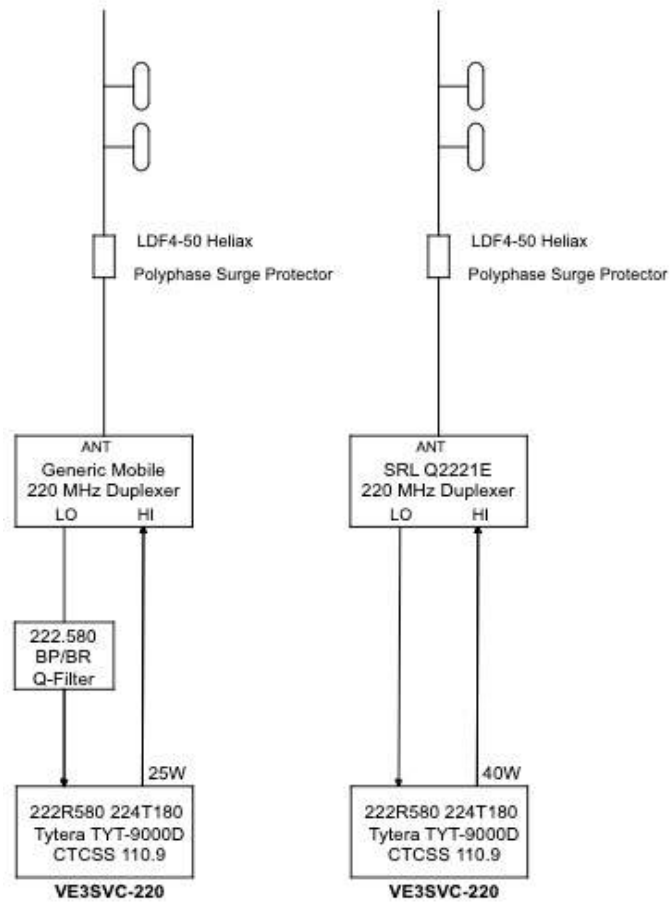 LDF4-50 Heliax
Polyphase Surge Protector
ANT
Generic Mobile
220 MHz Duplexer
LO HI
222.580
BP/BR
Q-Filter
25W
222R580 224T180
Tytera TYT-9000D
CTCSS 110.9
VE3SVC-220
LDF4-50 Heliax
Polyphase Surge Protector
ANT
SRL Q2221E
220 MHz Duplexer
LO HI
40W
222R580 224T180
Tytera TYT-9000D
CTCSS 110.9
VE3SVC-220